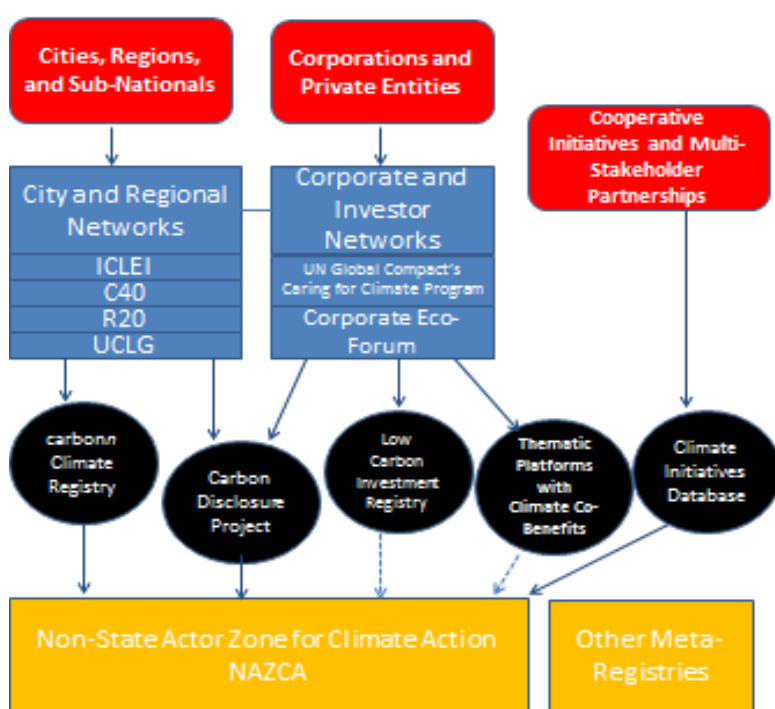 Cities, Regions,
and Sub-Nationals
Corporations and
Private Entities
Cooperative
Initiatives and Multi-
Stakeholder
Partnerships
City and Regional
Networks
ICLEI
C40
R20
UCLG
Corporate and
Investor
Networks
UN Global Compact's
Caring for Climate Program
Corporate Eco-
Forum
carbonn
Climate
Registry
Carbon
Disclosure
Project
Low
Carbon
Investment
Registry
Thematic
Platforms
with
Climate Co-
Benefits
Climate
Initiatives
Database
Non-State Actor Zone for Climate Action
NAZCA
Other Meta-
Registries